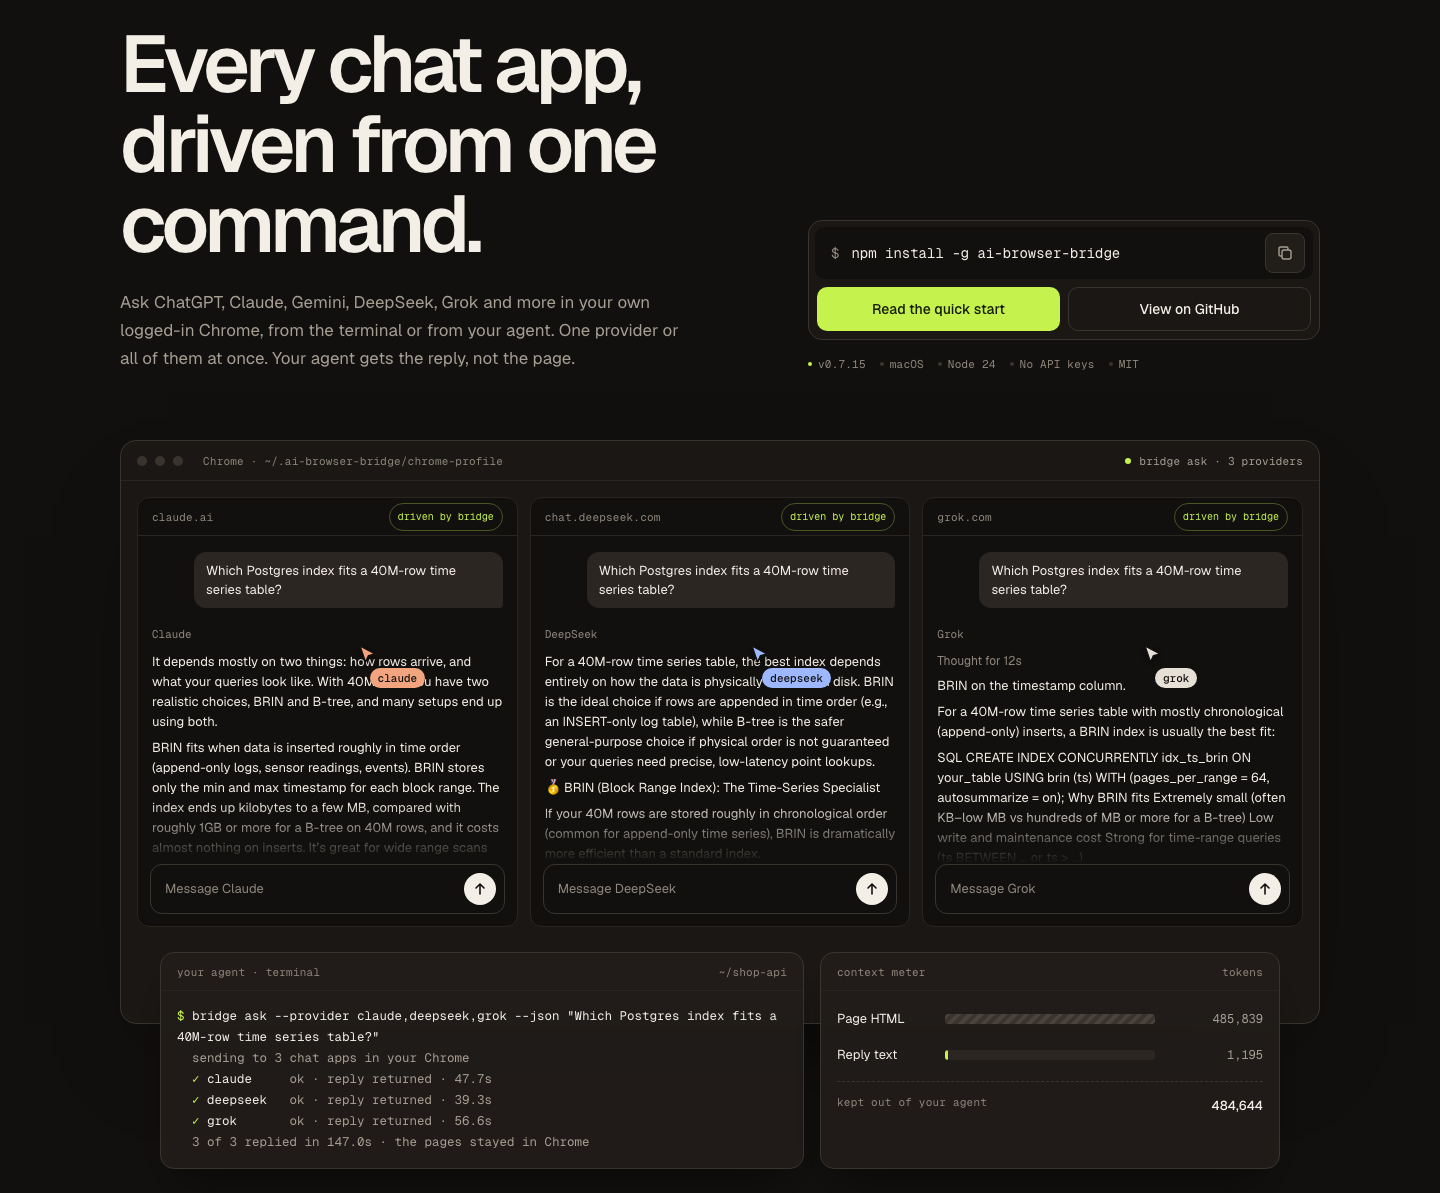 Every chat app,
driven from one
command.
Ask ChatGPT, Claude, Gemini, DeepSeek, Grok and more in your own
logged-in Chrome, from the terminal or from your agent. One provider or
all of them at once. Your agent gets the reply, not the page.
$ npm install -g ai-browser-bridge
Read the quick start
View on GitHub
v0.7.15 macOS Node 24 No API keys MIT
Chrome · ~/.ai-browser-bridge/chrome-profile
bridge ask · 3 providers
claude.ai
driven by bridge
Which Postgres index fits a 40M-row time
series table?
Claude
It depends mostly on two things: how rows arrive, and
what your queries look like. With 40M u have two
claude
realistic choices, BRIN and B-tree, and many setups end up
using both.
BRIN fits when data is inserted roughly in time order
(append-only logs, sensor readings, events). BRIN stores
only the min and max timestamp for each block range. The
index ends up kilobytes to a few MB, compared with
roughly 1GB or more for a B-tree on 40M rows, and it costs
almost nothing on inserts. It's great for wide range scans
Message Claude
chat.deepseek.com
driven by bridge
Which Postgres index fits a 40M-row time
series table?
DeepSeek
For a 40M-row time series table, the best index depends
entirely on how the data is physically disk. BRIN
deepseek
is the ideal choice if rows are appended in time order (e.g.,
an INSERT-only log table), while B-tree is the safer
general-purpose choice if physical order is not guaranteed
or your queries need precise, low-latency point lookups.
🥇 BRIN (Block Range Index): The Time-Series Specialist
If your 40M rows are stored roughly in chronological order
(common for append-only time series), BRIN is dramatically
more efficient than a standard index.
Message DeepSeek
grok.com
driven by bridge
Which Postgres index fits a 40M-row time
series table?
Grok
Thought for 12s
grok
BRIN on the timestamp column.
For a 40M-row time series table with mostly chronological
(append-only) inserts, a BRIN index is usually the best fit:
SQL CREATE INDEX CONCURRENTLY idx_ts_brin ON
your_table USING brin (ts) WITH (pages_per_range = 64,
autosummarize = on); Why BRIN fits Extremely small (often
KB–low MB vs hundreds of MB or more for a B-tree) Low
write and maintenance cost Strong for time-range queries
(ts BETWEEN … or ts > …)
Message Grok
your agent · terminal
~/shop-api
$ bridge ask --provider claude,deepseek,grok --json "Which Postgres index fits a
40M-row time series table?"
sending to 3 chat apps in your Chrome
✓ claude ok · reply returned · 47.7s
✓ deepseek ok · reply returned · 39.3s
✓ grok ok · reply returned · 56.6s
3 of 3 replied in 147.0s · the pages stayed in Chrome
context meter
tokens
Page HTML 485,839
Reply text 1,195
kept out of your agent 484,644